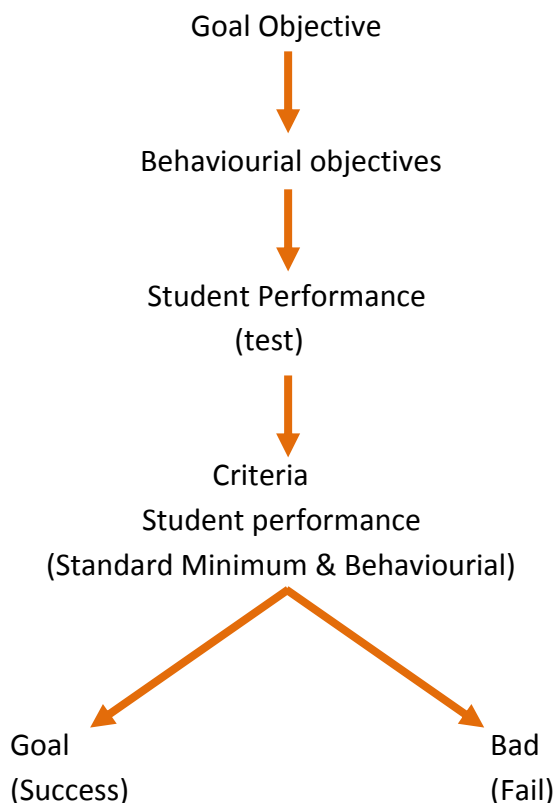 Goal Objective
Behaviourial objectives
Student Performance
(test)
Criteria
Student performance
(Standard Minimum & Behaviourial)
Goal
(Success)
Bad
(Fail)